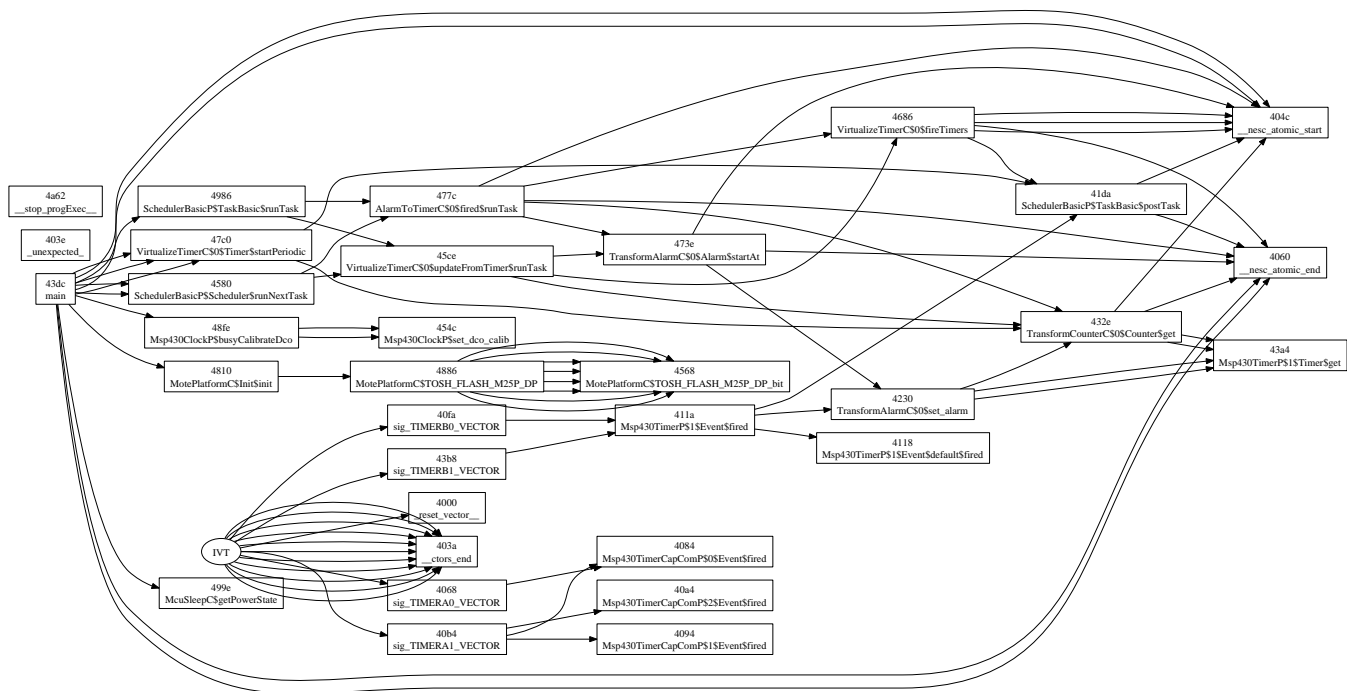 4686
VirtualizeTimerC$0$fireTimers
404c
__nesc_atomic_start
4a62
__stop_progExec__
4986
SchedulerBasicP$TaskBasic$runTask
477c
AlarmToTimerC$0$fired$runTask
41da
SchedulerBasicP$TaskBasic$postTask
403e
_unexpected_
47c0
VirtualizeTimerC$0$Timer$startPeriodic
473e
TransformAlarmC$0$Alarm$startAt
45ce
VirtualizeTimerC$0$updateFromTimer$runTask
4060
__nesc_atomic_end
43dc
main
4580
SchedulerBasicP$Scheduler$runNextTask
48fe
Msp430ClockP$busyCalibrateDco
454c
Msp430ClockP$set_dco_calib
432e
TransformCounterC$0$Counter$get
43a4
Msp430TimerP$1$Timer$get
4810
MotePlatformC$Init$init
4886
MotePlatformC$TOSH_FLASH_M25P_DP
4568
MotePlatformC$TOSH_FLASH_M25P_DP_bit
4230
TransformAlarmC$0$set_alarm
40fa
sig_TIMERB0_VECTOR
411a
Msp430TimerP$1$Event$fired
4118
Msp430TimerP$1$Event$default$fired
43b8
sig_TIMERB1_VECTOR
4000
_reset_vector__
IVT
403a
__ctors_end
4084
Msp430TimerCapComP$0$Event$fired
499e
McuSleepC$getPowerState
4068
sig_TIMERA0_VECTOR
40a4
Msp430TimerCapComP$2$Event$fired
40b4
sig_TIMERA1_VECTOR
4094
Msp430TimerCapComP$1$Event$fired